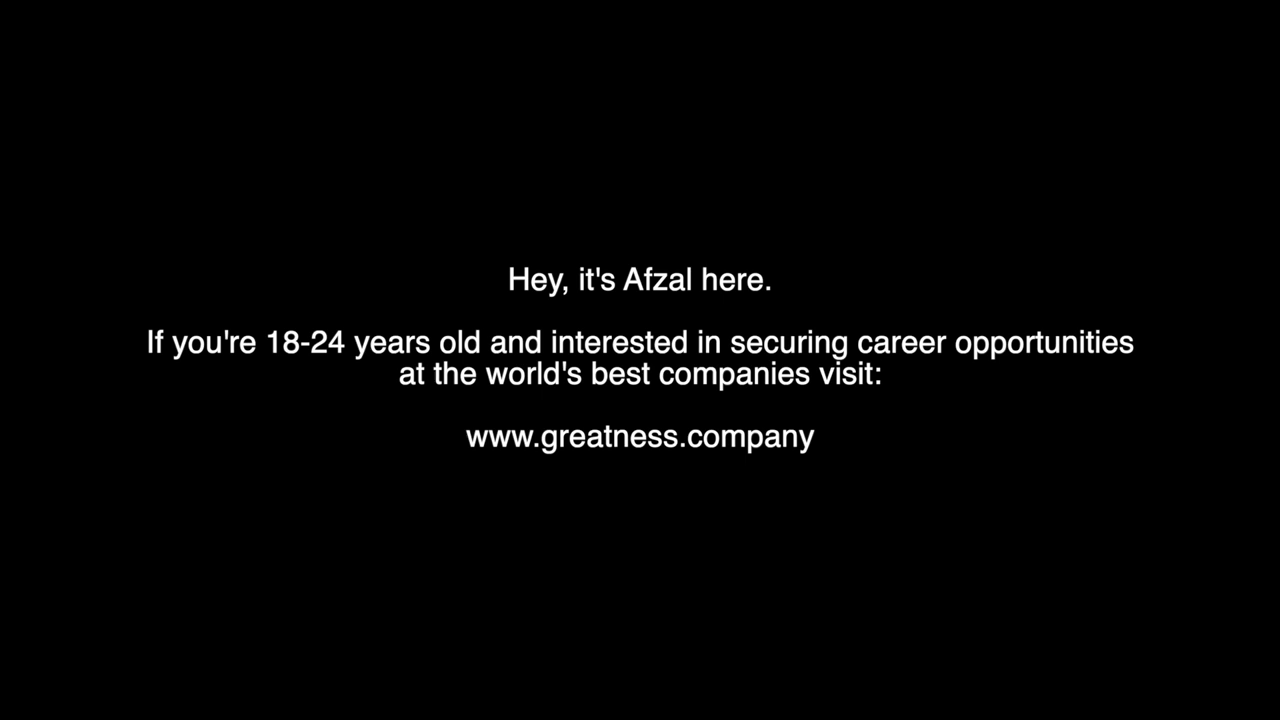 Hey, it's Afzal here.
If you're 18-24 years old and interested in securing career opportunities
at the world's best companies visit:
www.greatness.company